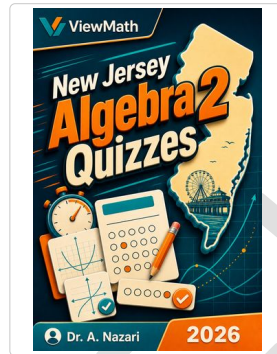 ViewMath
New Jersey
Algebra 2
Quizzes
Dr. A. Nazari
2026